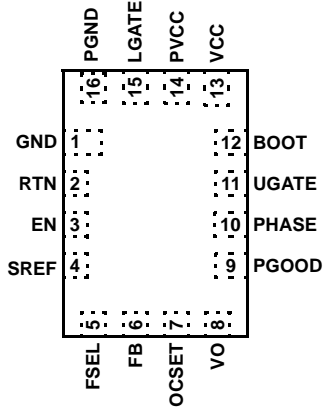 PGND LGATE PVCC VCC
16 15 14 13
GND 1 12 BOOT
RTN 2 11 UGATE
EN 3 10 PHASE
SREF 4 9 PGOOD
5 6 7 8
FSEL FB OCSET VO